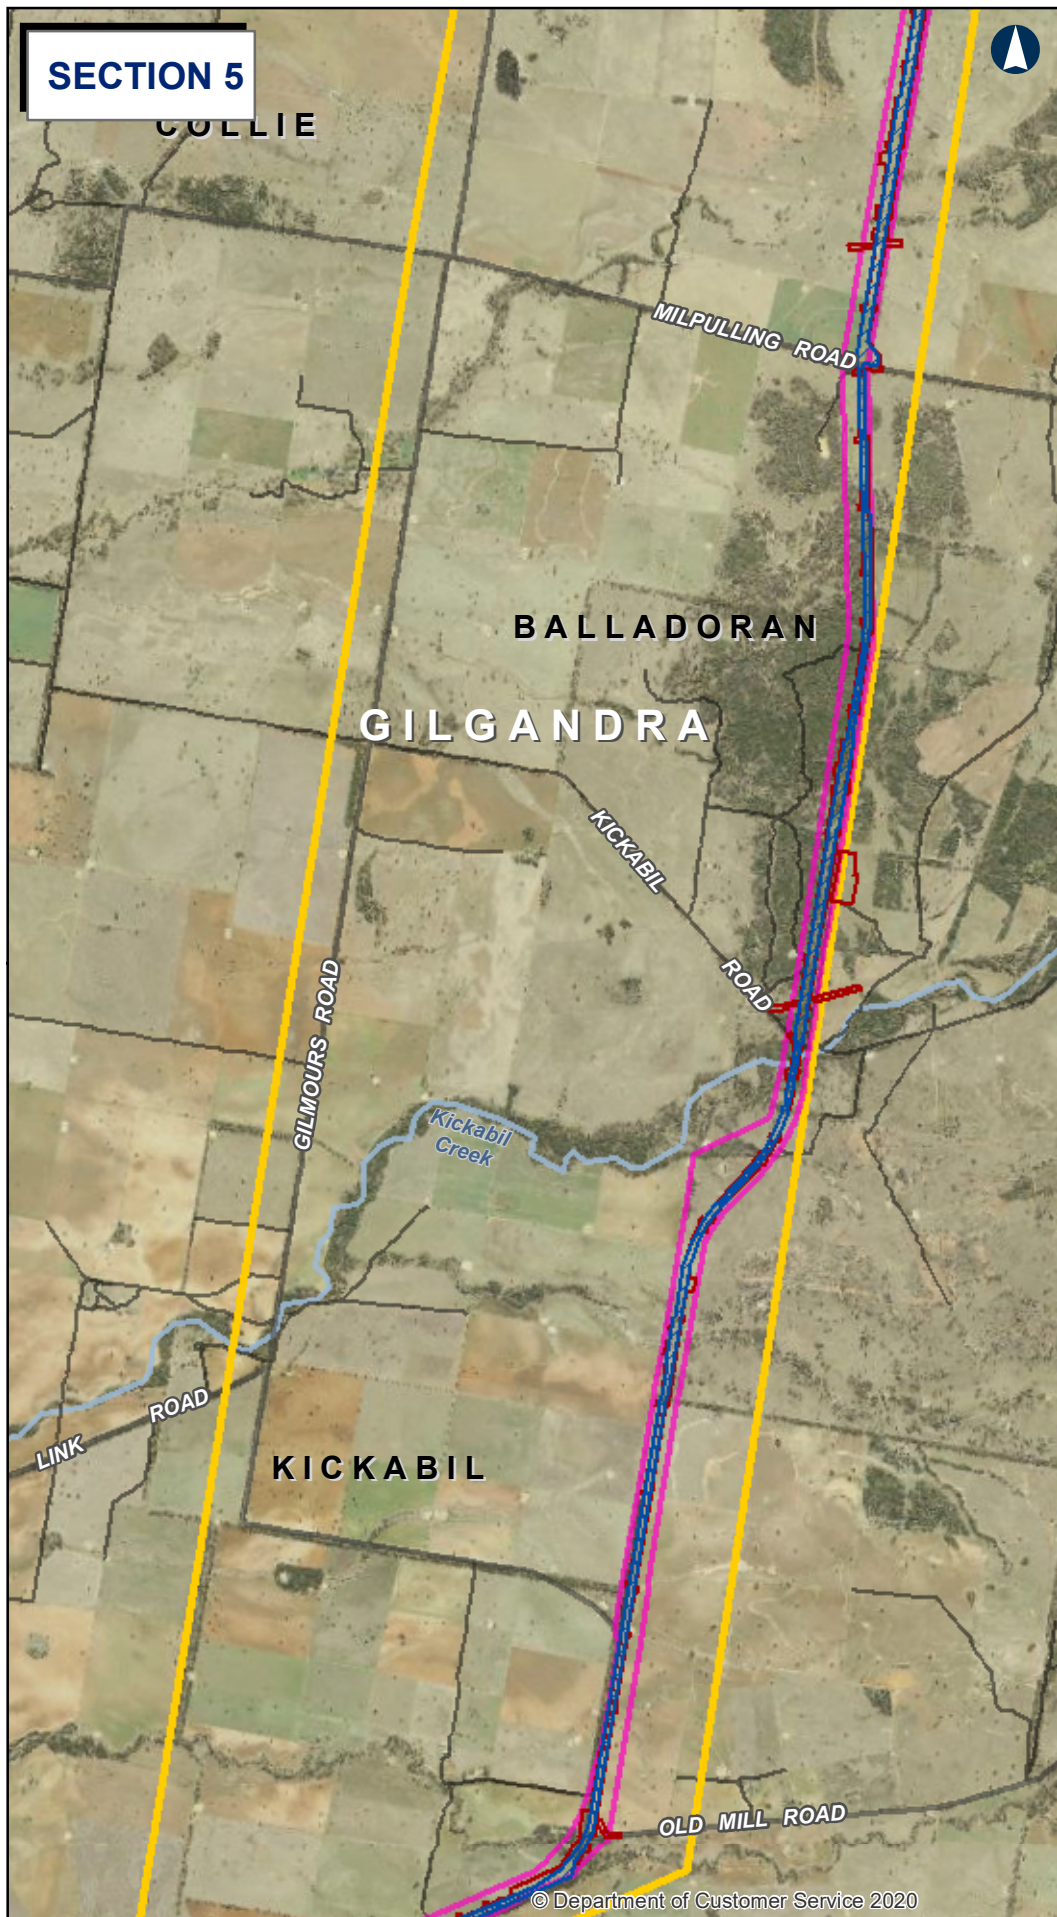 SECTION 5
COLLIE
MILPULLING ROAD
BALLADORAN
GILGANDRA
KICKABIL
ROAD
GILMOURS ROAD
Kickabil
Creek
LINK ROAD
KICKABIL
OLD MILL ROAD
© Department of Customer Service 2020